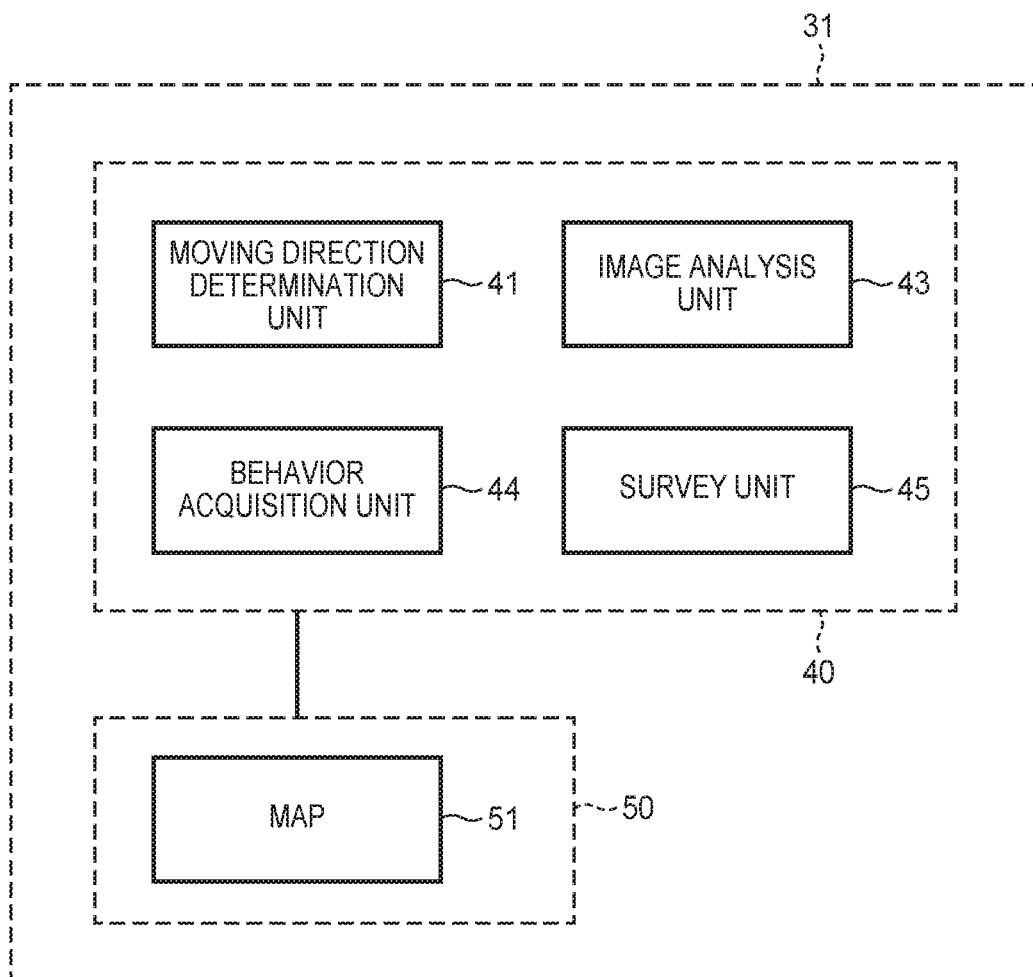 31
MOVING DIRECTION
DETERMINATION
UNIT
41
IMAGE ANALYSIS
UNIT
43
BEHAVIOR
ACQUISITION UNIT
44
SURVEY UNIT
45
40
MAP
51
50